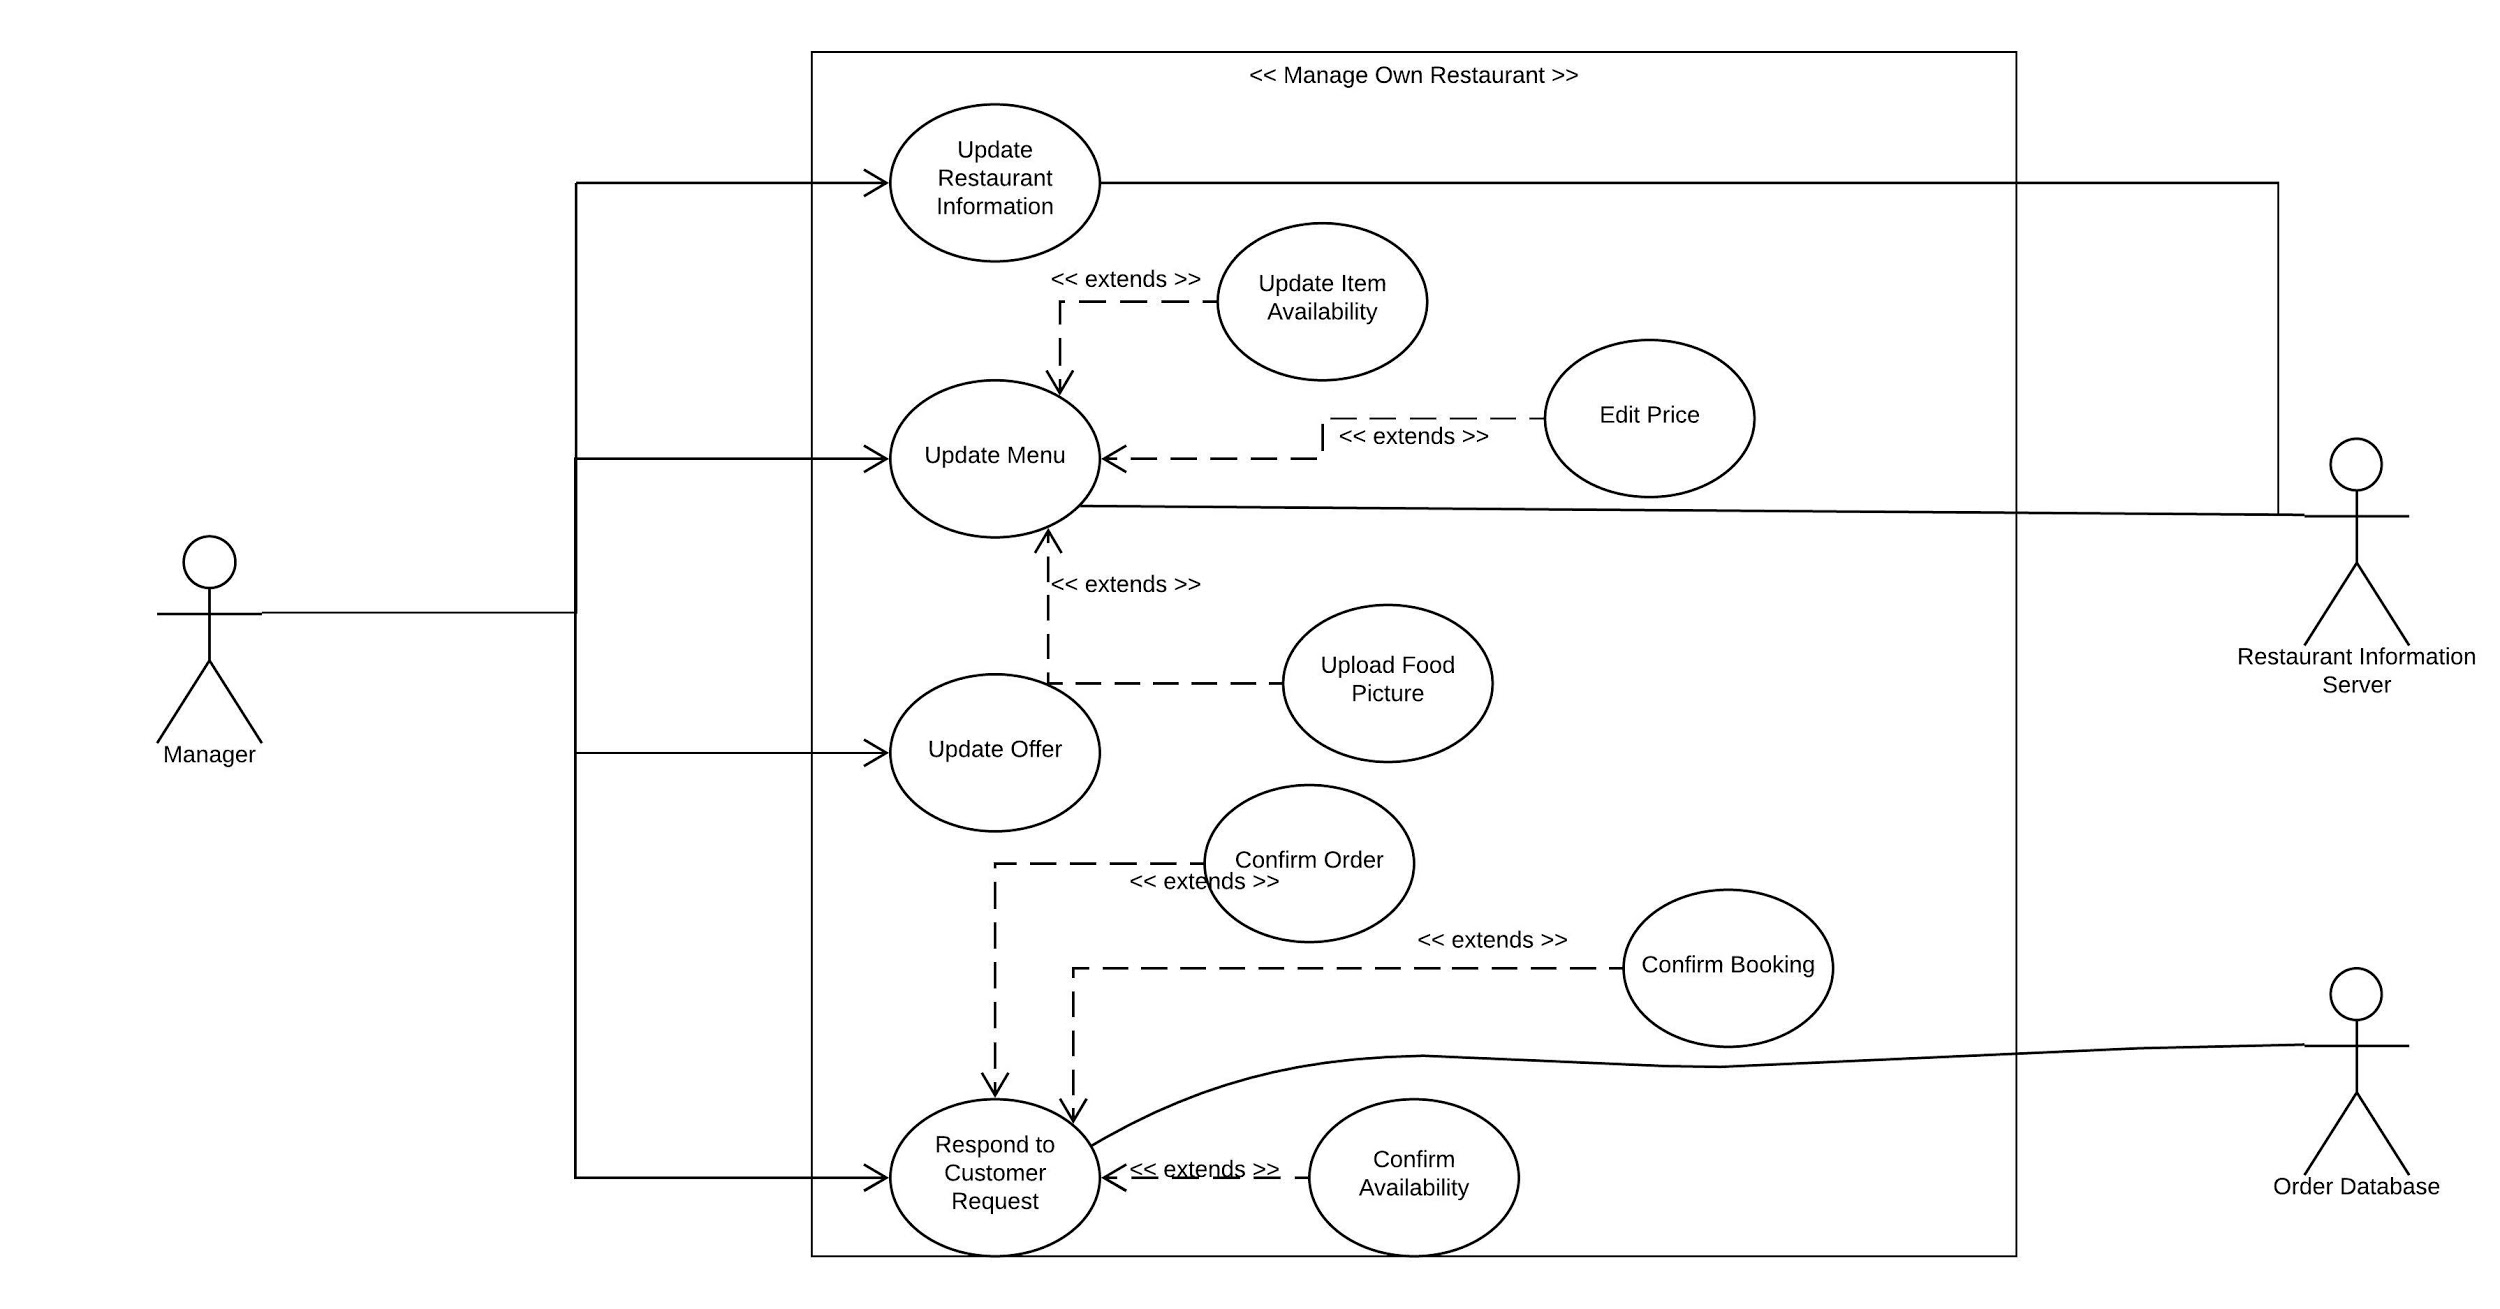 << Manage Own Restaurant >>
Update
Restaurant
Information
<< extends >>
Update Item
Availability
Edit Price
<< extends >>
Update Menu
<< extends >>
Upload Food
Picture
Restaurant Information
Server
Manager
Update Offer
Confirm Order
<< extends >>
<< extends >>
Confirm Booking
Respond to
Customer
Request
<< extends >>
Confirm
Availability
Order Database